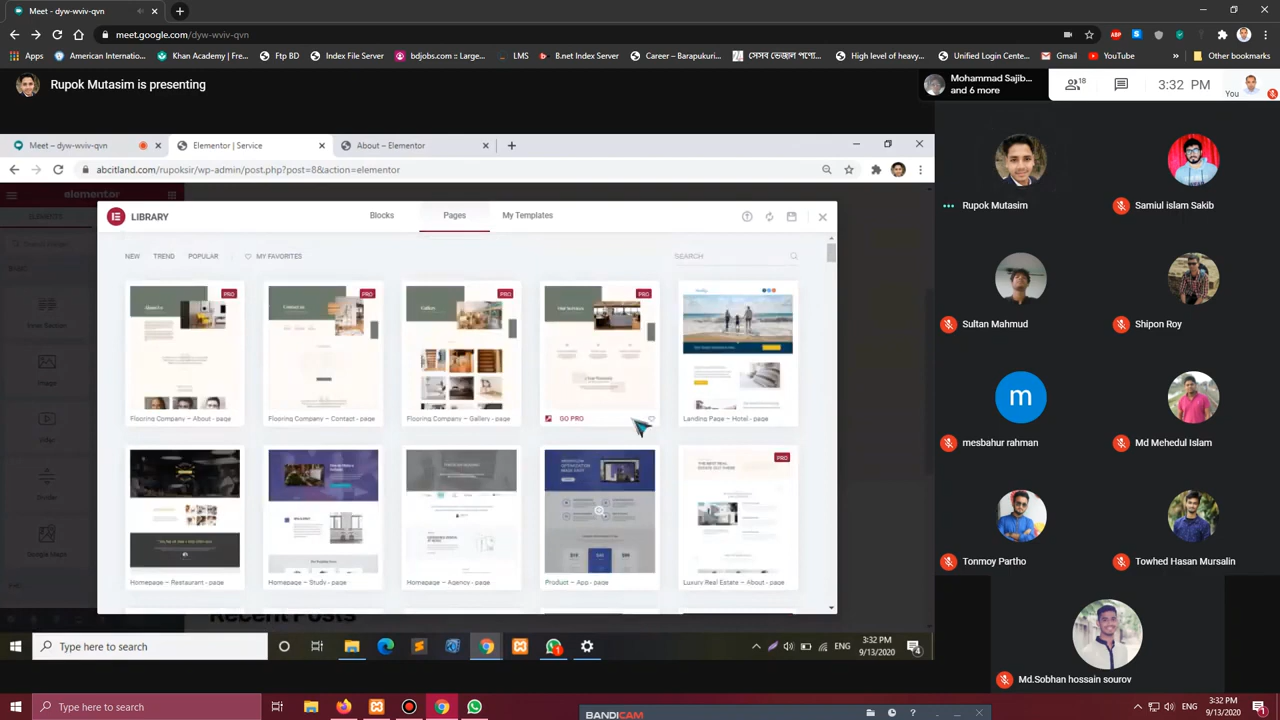 Meet - dyw-wviv-qvn
meet.google.com/dyw-wviv-qvn
Apps
American Internatio...
Khan Academy | Fre...
Ftp BD
Index File Server
bdjobs.com :: Large...
LMS
B.net Index Server
Career – Barapukuri...
High level of heavy...
Unified Login Cente...
Gmail
YouTube
»
Other bookmarks
Rupok Mutasim is presenting
Mohammad Sajib...
and 6 more
18
3:32 PM
You
Meet – dyw-wviv-qvn
Elementor | Service
About – Elementor
abcitland.com/rupoksir/wp-admin/post.php?post=8&action=elementor
elementor
LIBRARY
Blocks
Pages
My Templates
NEW
TREND
POPULAR
MY FAVORITES
SEARCH
PRO
PRO
PRO
PRO
Flooring Company – About - page
Flooring Company – Contact - page
Flooring Company – Gallery - page
GO PRO
Landing Page – Hotel - page
PRO
Homepage – Restaurant - page
Homepage – Study - page
Homepage – Agency - page
Product – App - page
Luxury Real Estate – About - page
Inner Section
Image
Google Maps
Recent Posts
Type here to search
ENG
3:32 PM
9/13/2020
4
Rupok Mutasim
Samiul islam Sakib
Sultan Mahmud
Shipon Roy
m
mesbahur rahman
Md Mehedul Islam
Tonmoy Partho
Towhed Hasan Mursalin
Md.Sobhan hossain sourov
Type here to search
BANDICAM
ENG
3:32 PM
9/13/2020